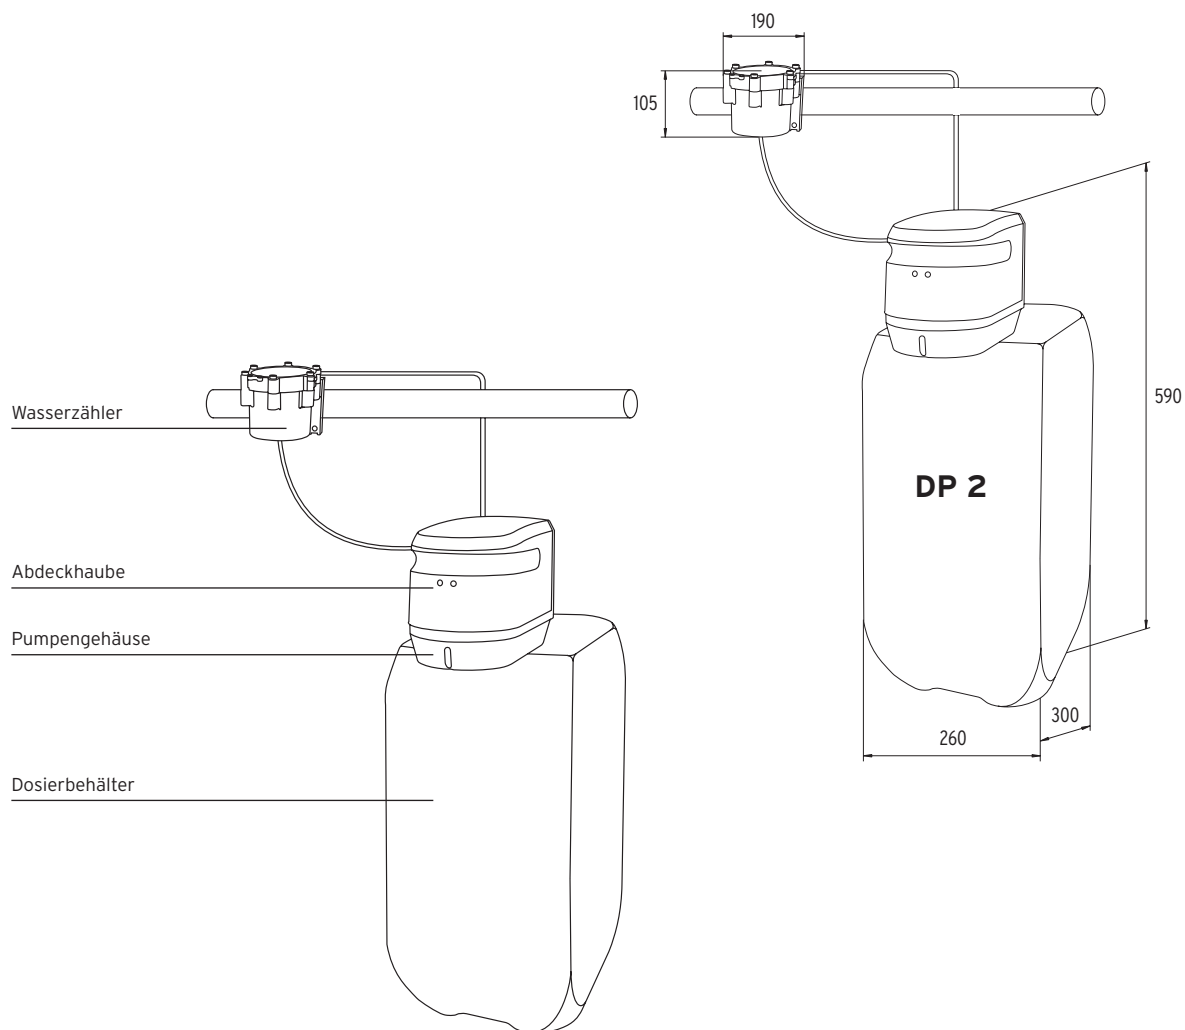 190
105
590
Wasserzähler
DP 2
Abdeckhaube
Pumpengehäuse
300
260
Dosierbehälter